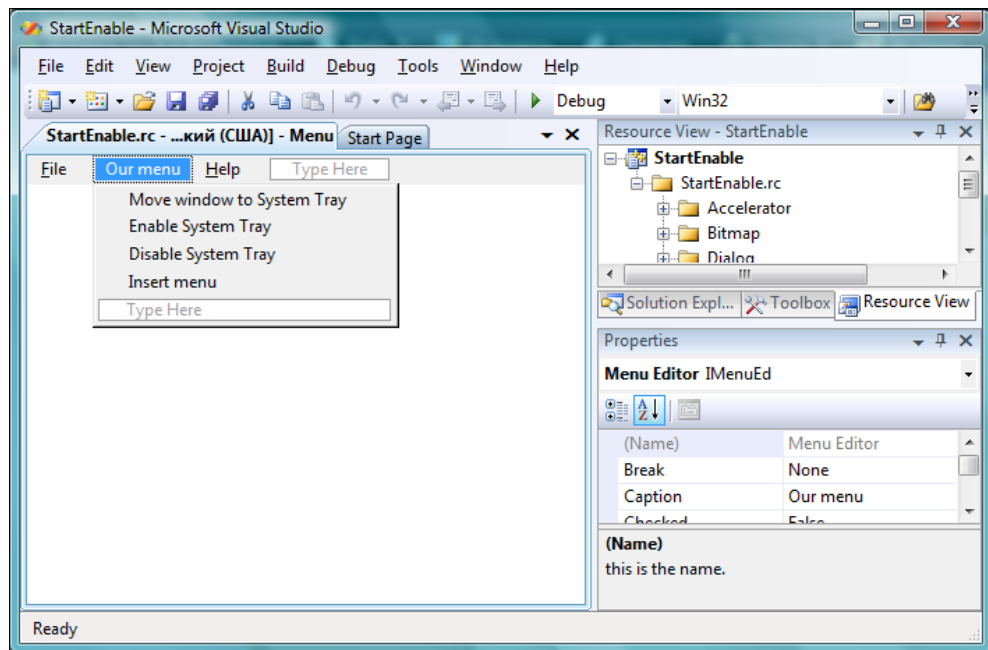 StartEnable - Microsoft Visual Studio
File Edit View Project Build Debug Tools Window Help
Debug Win32
StartEnable.rc - ...кий (США)] - Menu Start Page
File Our menu Help Type Here
Move window to System Tray
Enable System Tray
Disable System Tray
Insert menu
Type Here
Resource View - StartEnable
StartEnable
StartEnable.rc
Accelerator
Bitmap
Dialog
Solution Expl... Toolbox Resource View
Properties
Menu Editor IMenuEd
(Name) Menu Editor
Break None
Caption Our menu
Checked False
(Name)
this is the name.
Ready